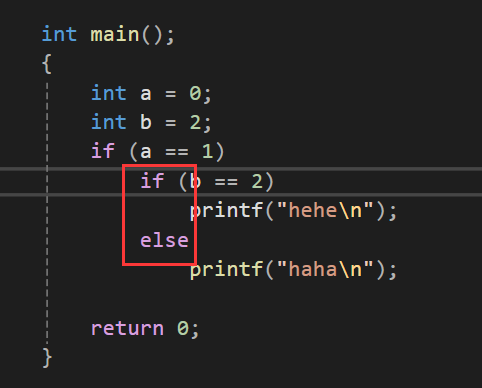 int main();
{
int a = 0;
int b = 2;
if (a == 1)
if (b == 2)
printf("hehe\n");
else
printf("haha\n");
return 0;
}